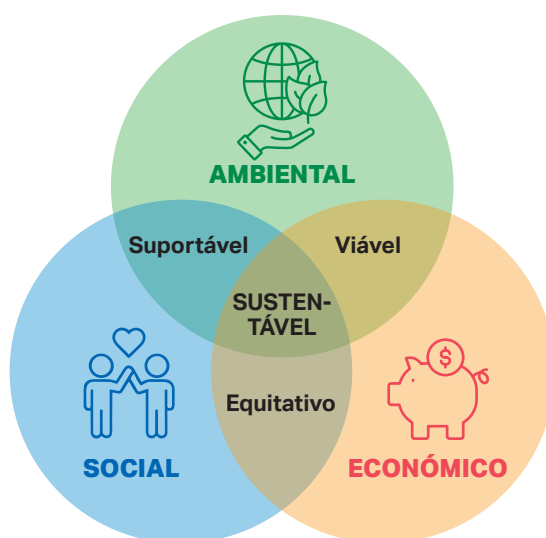 AMBIENTAL
Suportável
Viável
SUSTEN-
TÁVEL
Equitativo
$
SOCIAL
ECONÓMICO